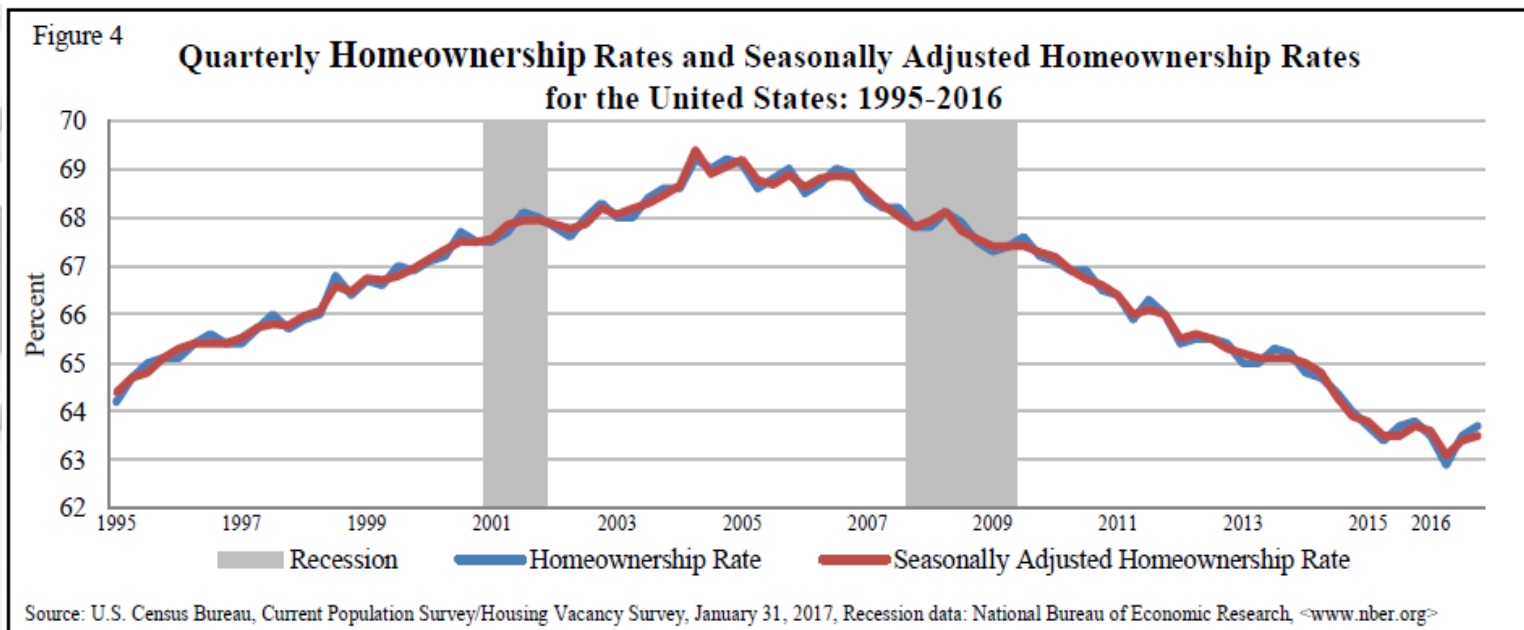 Figure 4
Quarterly Homeownership Rates and Seasonally Adjusted Homeownership Rates
for the United States: 1995-2016
Percent
70
69
68
67
66
65
64
63
62
1995 1997 1999 2001 2003 2005 2007 2009 2011 2013 2015 2016
Recession Homeownership Rate Seasonally Adjusted Homeownership Rate
Source: U.S. Census Bureau, Current Population Survey/Housing Vacancy Survey, January 31, 2017, Recession data: National Bureau of Economic Research, <www.nber.org>